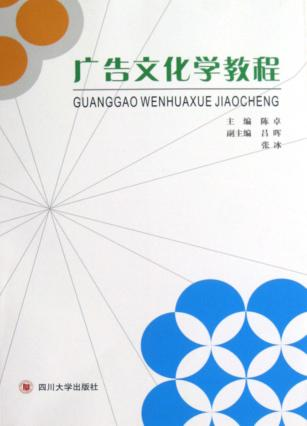 广告文化学教程
GUANGGAO WENHUAXUE JIAOCHENG
主 编 陈 卓
副主编 吕 晖
张 冰
四川大学出版社